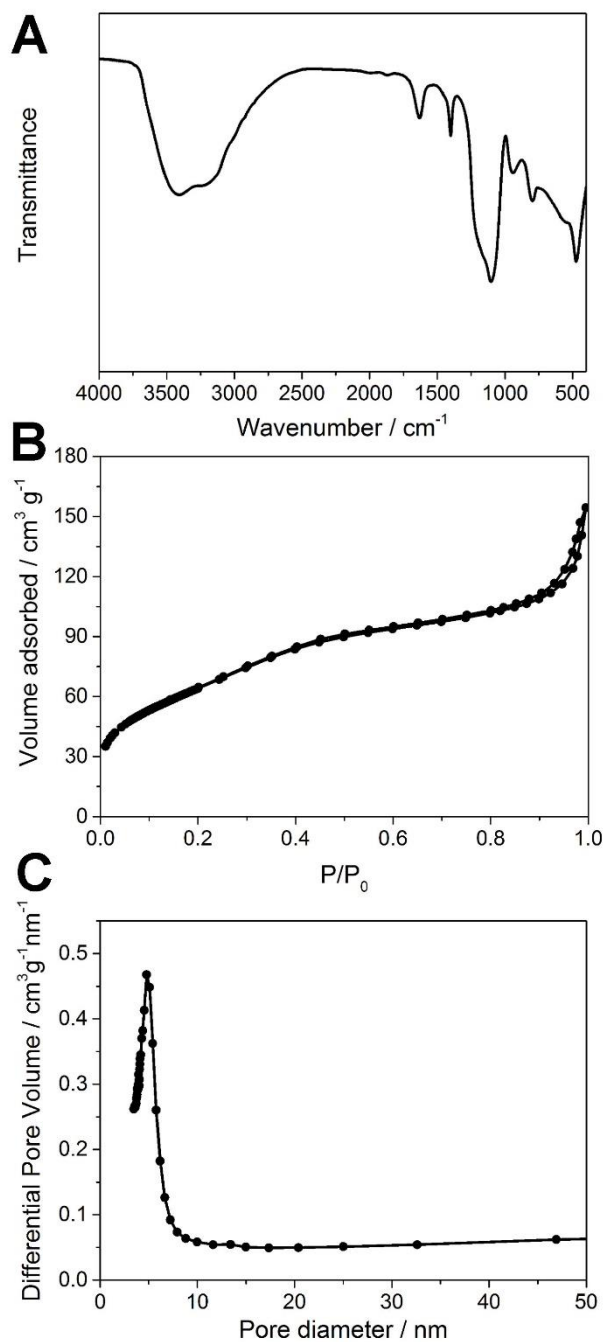 A
Transmittance
4000 3500 3000 2500 2000 1500 1000 500
Wavenumber / cm⁻¹
B
Volume adsorbed / cm³ g⁻¹
180
150
120
90
60
30
0
0.0 0.2 0.4 0.6 0.8 1.0
P/P₀
C
Differential Pore Volume / cm³g⁻¹nm⁻¹
0.5
0.4
0.3
0.2
0.1
0.0
0 10 20 30 40 50
Pore diameter / nm